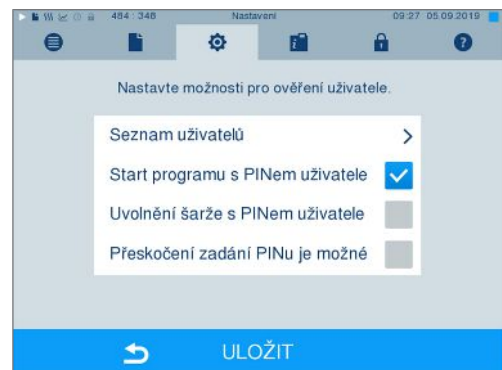 484 : 348 Nastavení 09:27 05.09.2019
Nastavte možnosti pro ověření uživatele.
Seznam uživatelů
Start programu s PINem uživatele
Uvolnění šarže s PINem uživatele
Přeskočení zadání PINu je možné
ULOŽIT